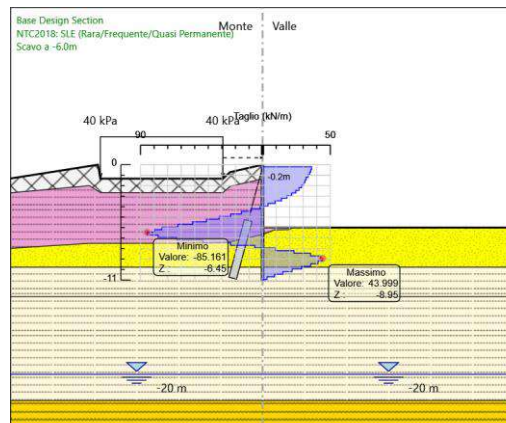 Base Design Section
NTC2018: SLE (Rara/Frequente/Quasi Permanente)
Scavo a -6.0m
Monte
Valle
40 kPa
40 kPa
Taglio (kN/m)
90
50
0
-0.2m
Minimo
Valore: -85.161
Z : -6.45
Massimo
Valore: 43.999
Z : -8.95
-11
-20 m
-20 m